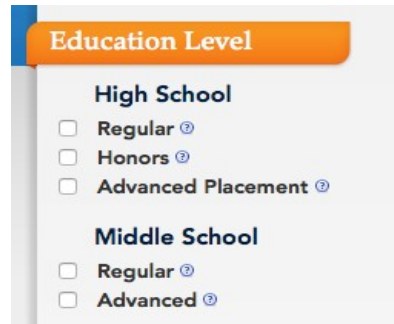 Education Level
High School
Regular ?
Honors ?
Advanced Placement ?
Middle School
Regular ?
Advanced ?